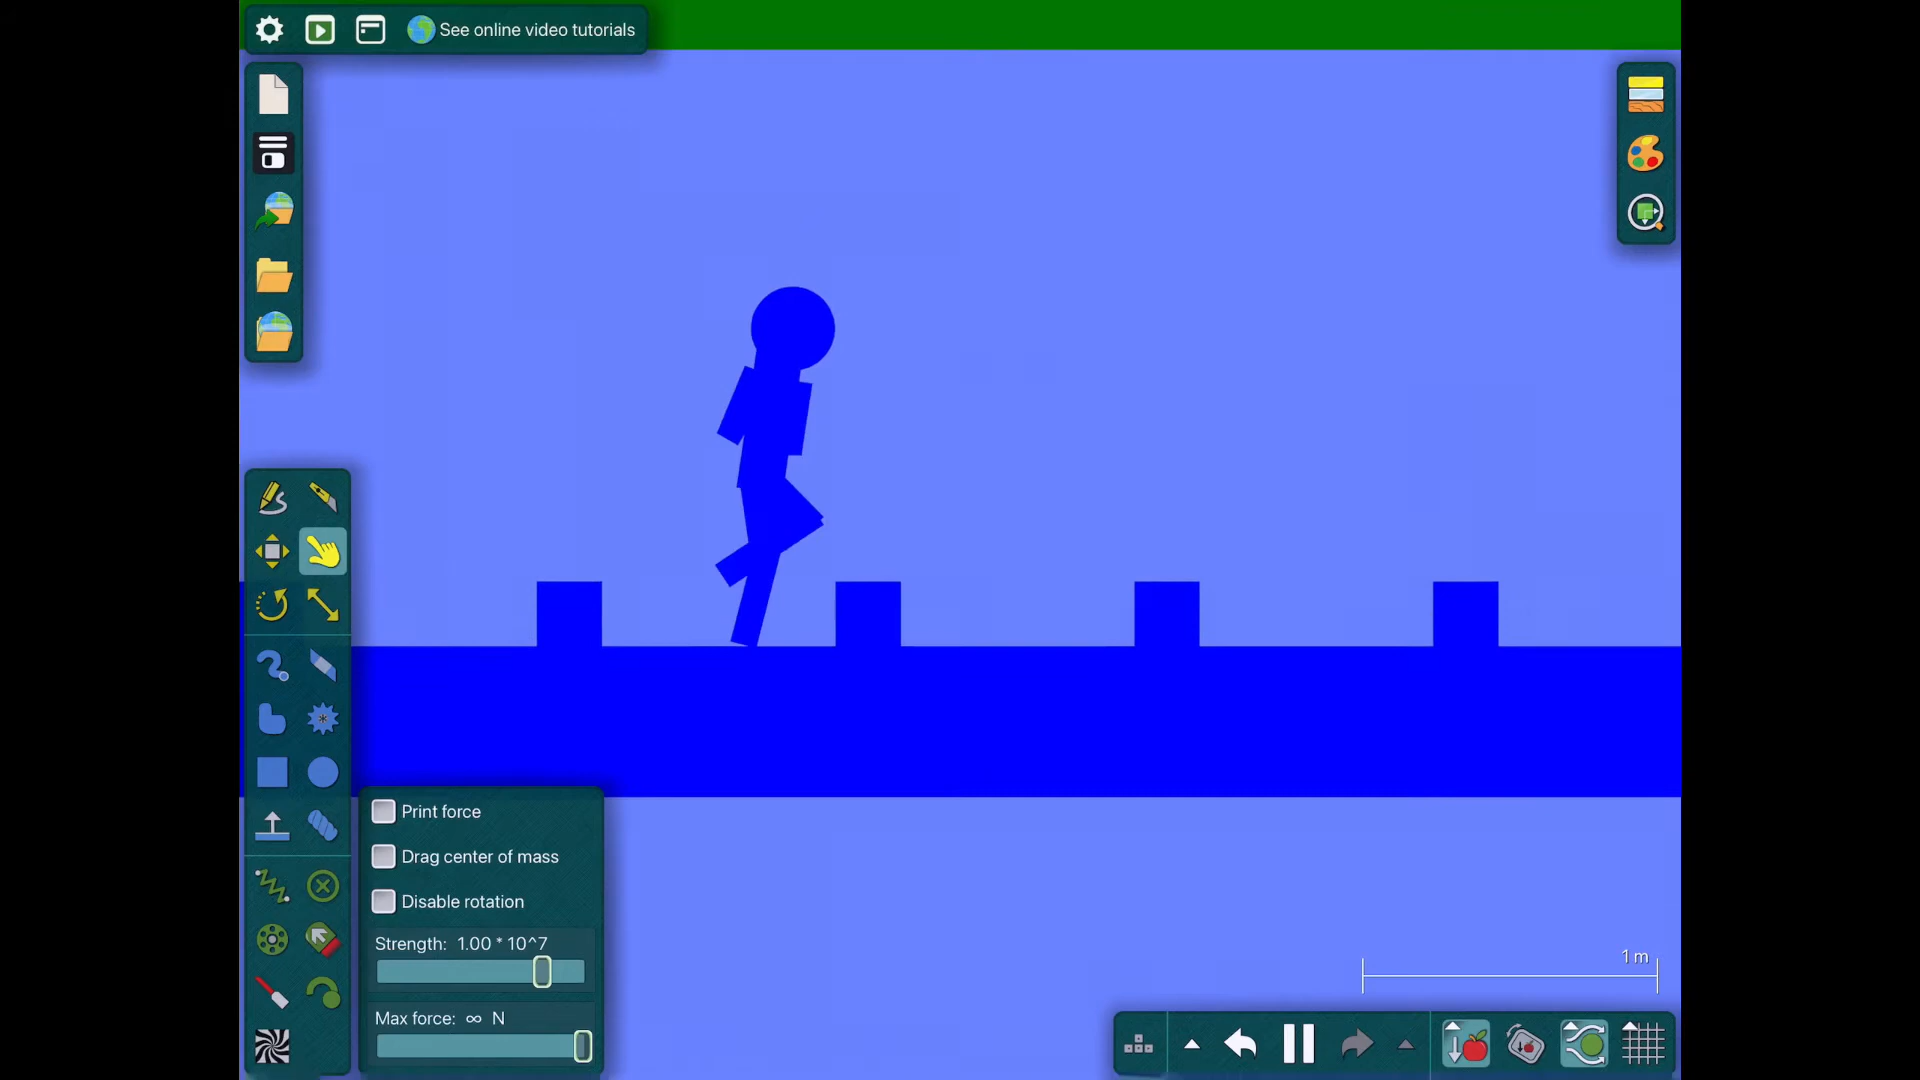 See online video tutorials
Print force
Drag center of mass
Disable rotation
Strength: 1.00 * 10^7
Max force: ∞ N
1 m